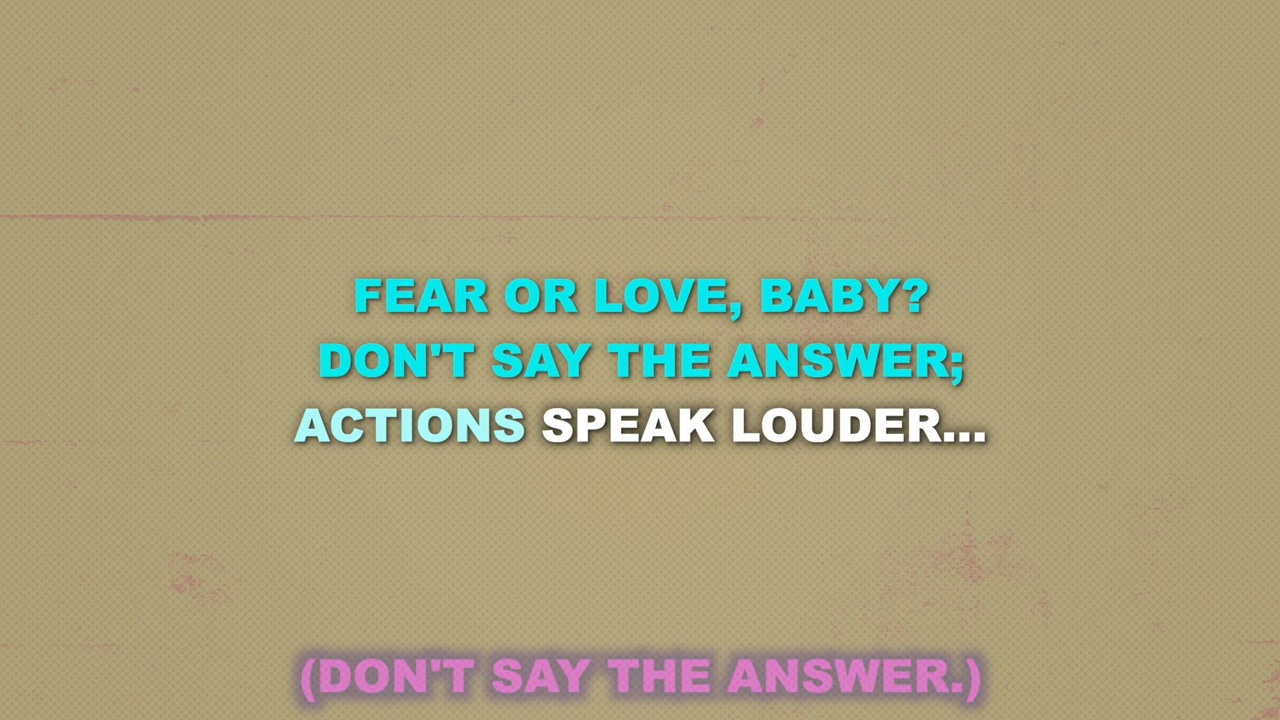 FEAR OR LOVE, BABY?
DON'T SAY THE ANSWER;
ACTIONS SPEAK LOUDER...
(DON'T SAY THE ANSWER.)